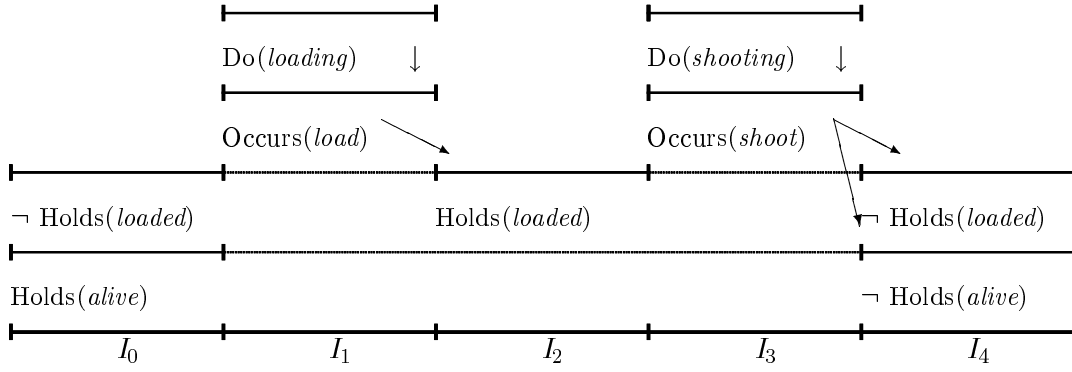 Do(loading) ↓ Do(shooting) ↓
Occurs(load) Occurs(shoot)
¬ Holds(loaded) Holds(loaded) ¬ Holds(loaded)
Holds(alive) ¬ Holds(alive)
I0 I1 I2 I3 I4